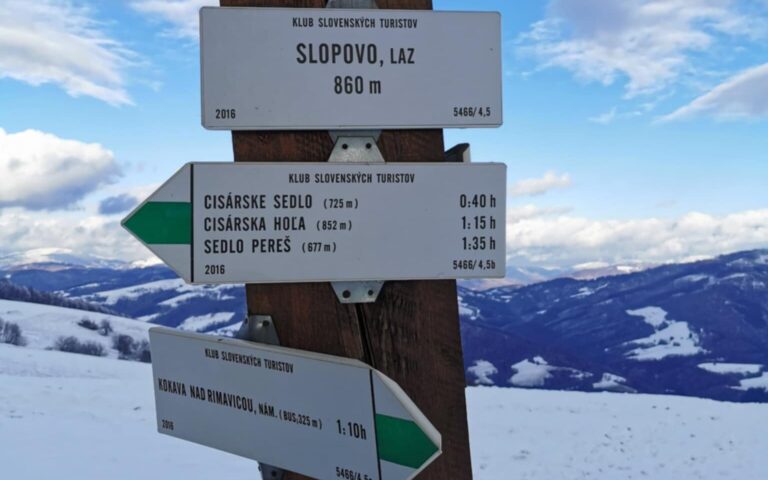 KLUB SLOVENSKÝCH TURISTOV
SLOPOVO, LAZ
860 m
2016 5466/4,5
KLUB SLOVENSKÝCH TURISTOV
CISÁRSKE SEDLO (725 m) 0:40 h
CISÁRSKA HOĽA (852 m) 1:15 h
SEDLO PEREŠ (677 m) 1:35 h
2016 5466/4,5b
KLUB SLOVENSKÝCH TURISTOV
KOKAVA NAD RIMAVICOU, NÁM. (BUS;325 m) 1:10h
2016